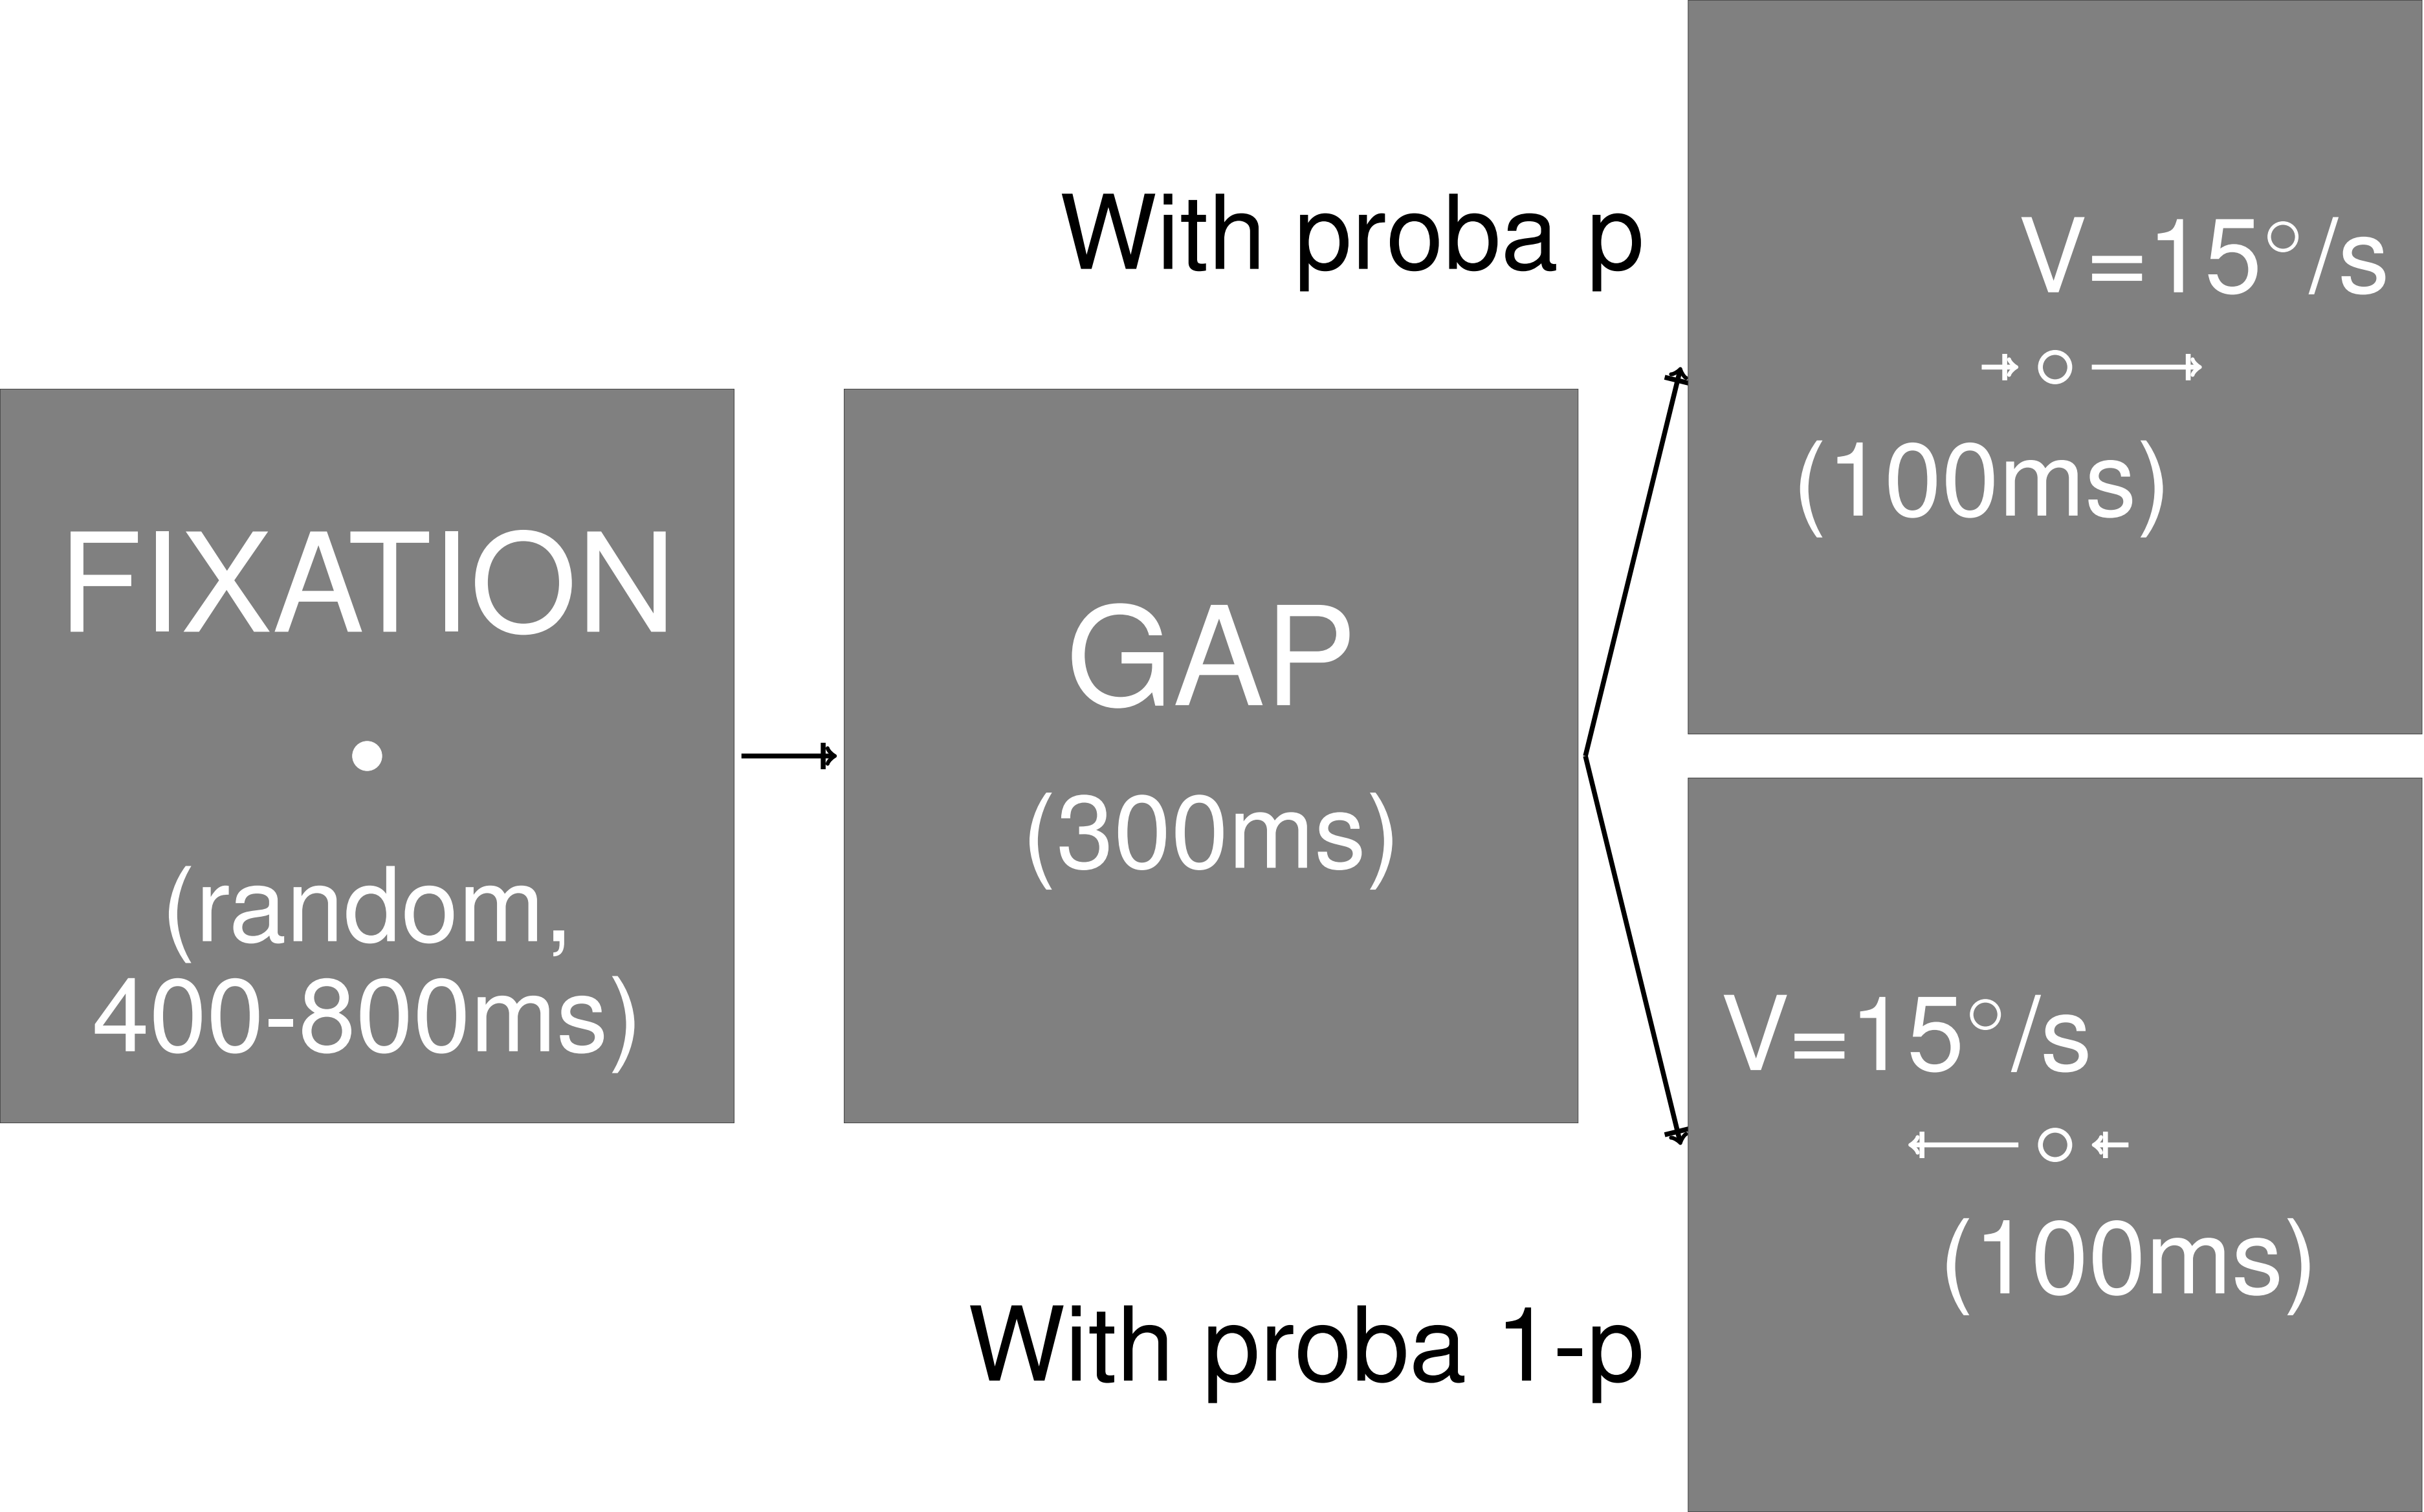 FIXATION
(random,
400-800ms)
GAP
(300ms)
With proba p
V=15°/s
(100ms)
With proba 1-p
V=15°/s
(100ms)